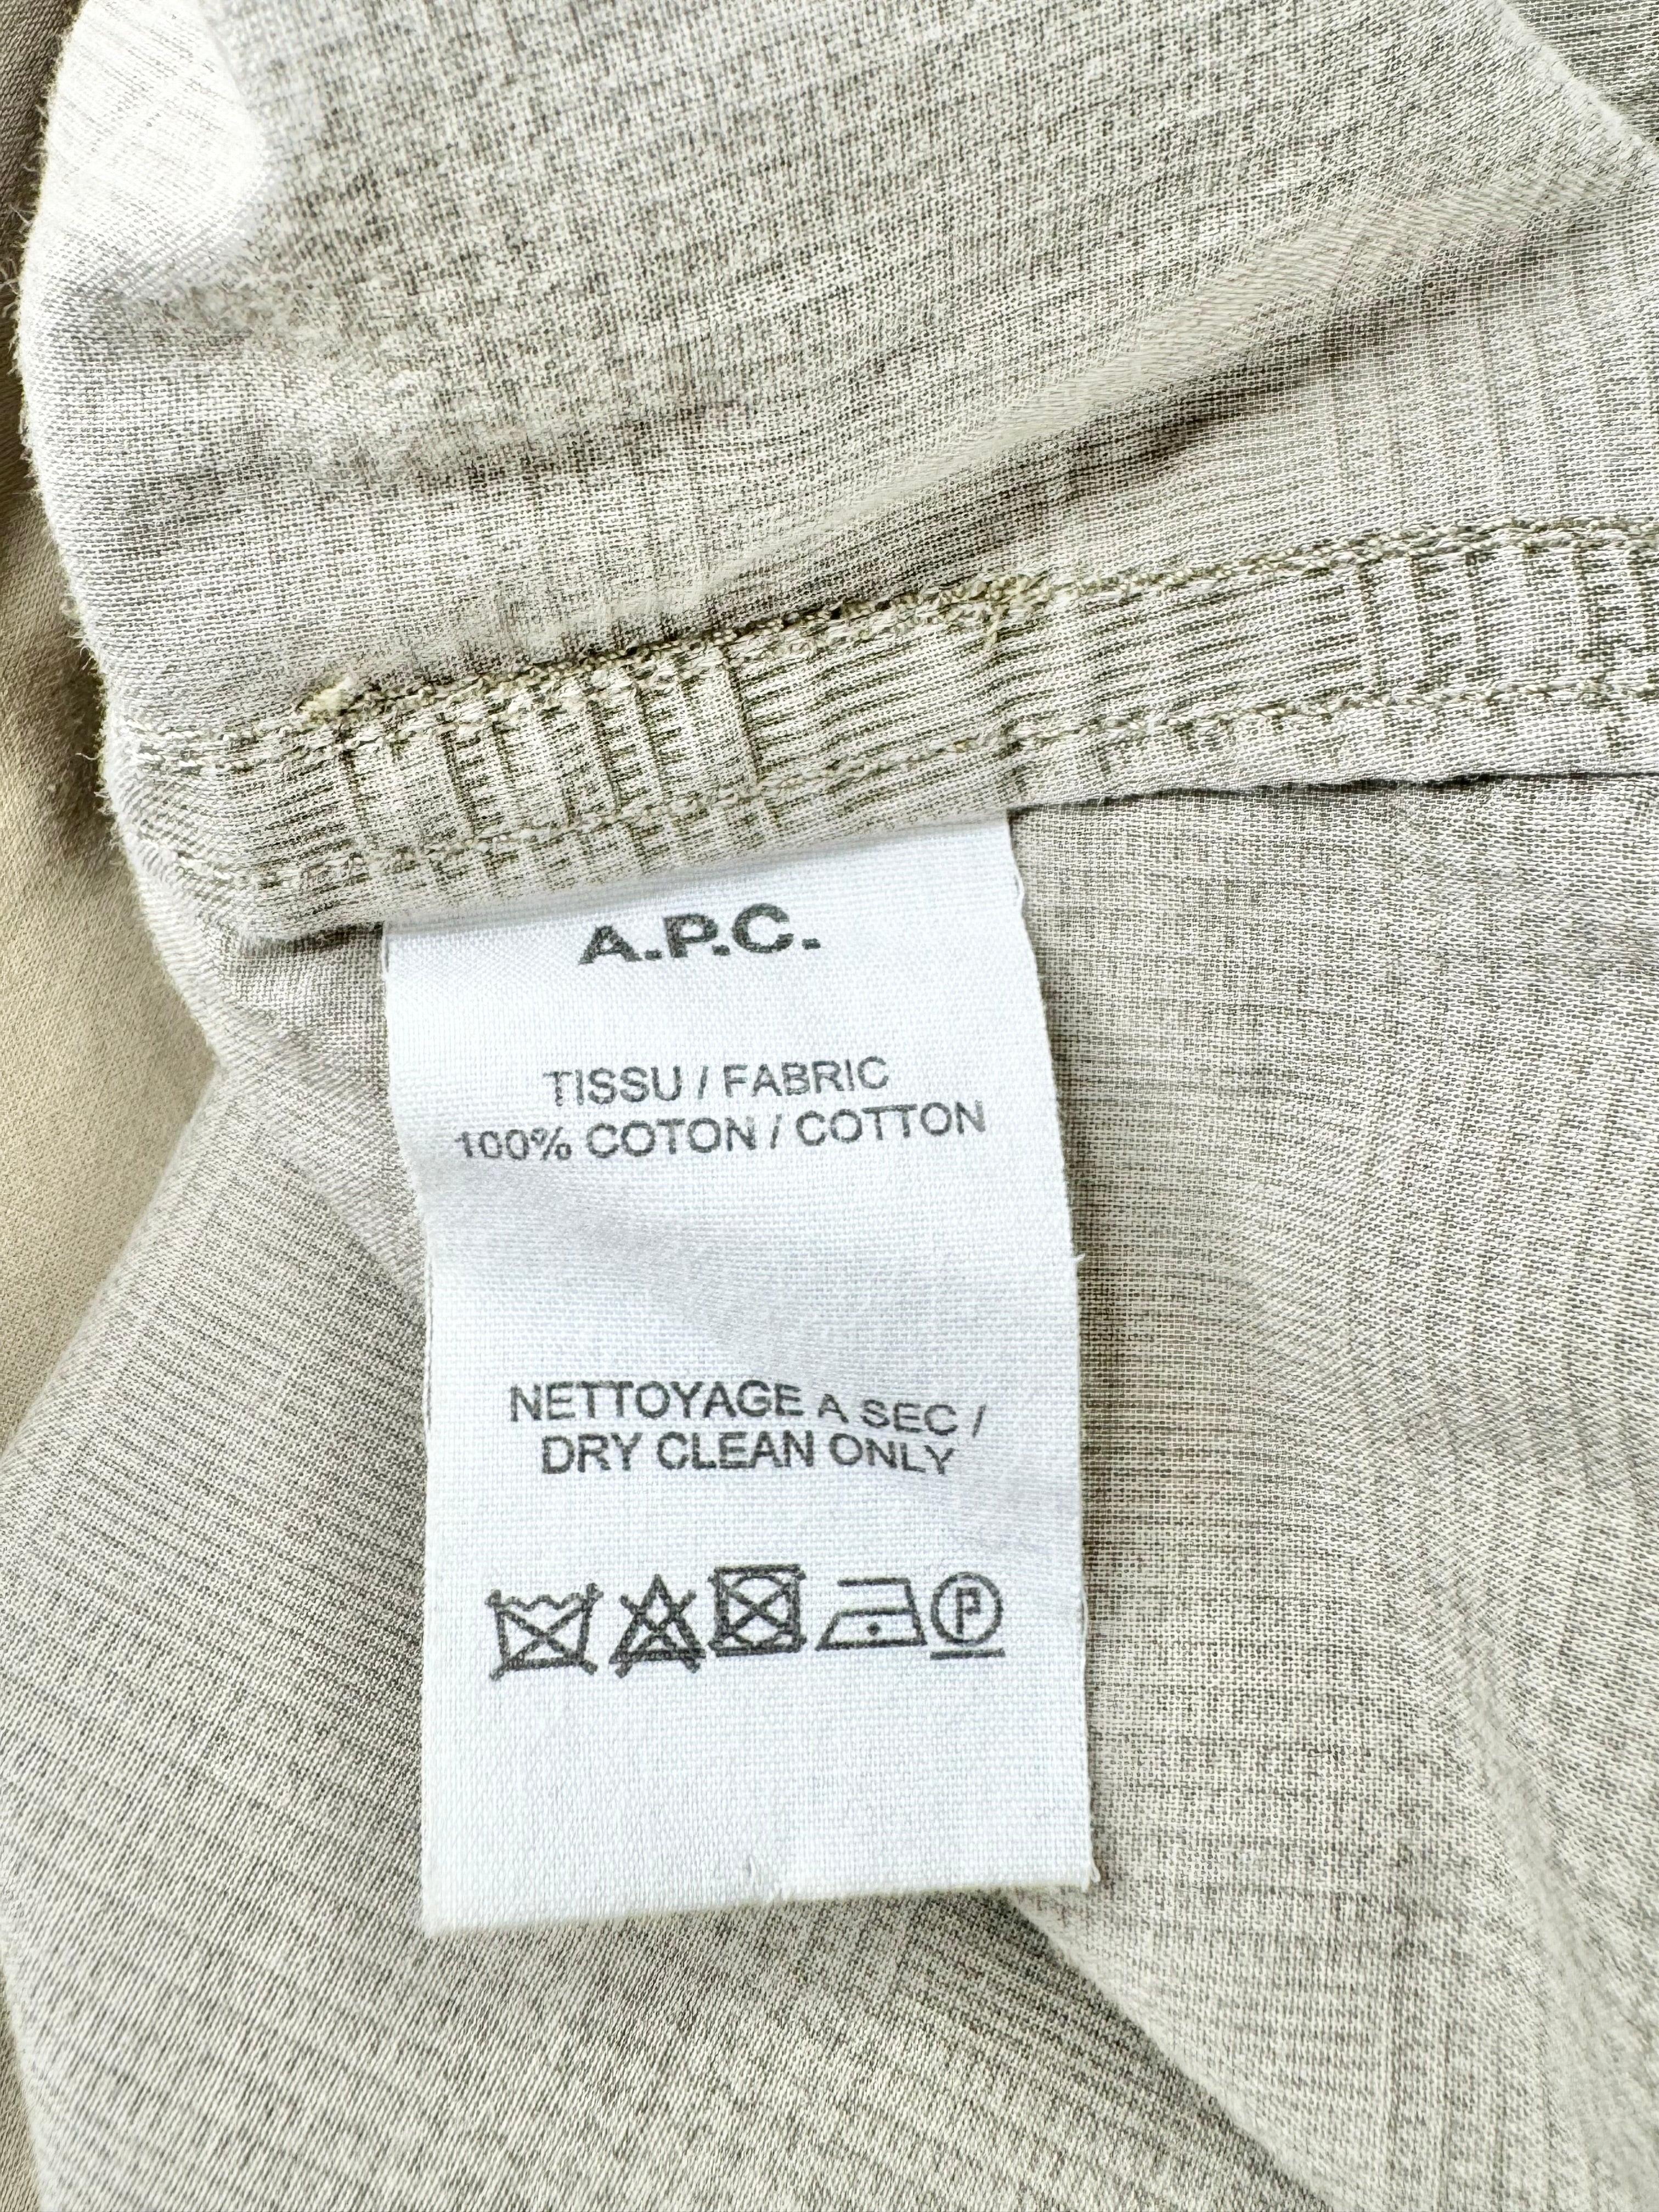 A.P.C.
TISSU / FABRIC
100% COTON / COTTON
NETTOYAGE A SEC /
DRY CLEAN ONLY
P